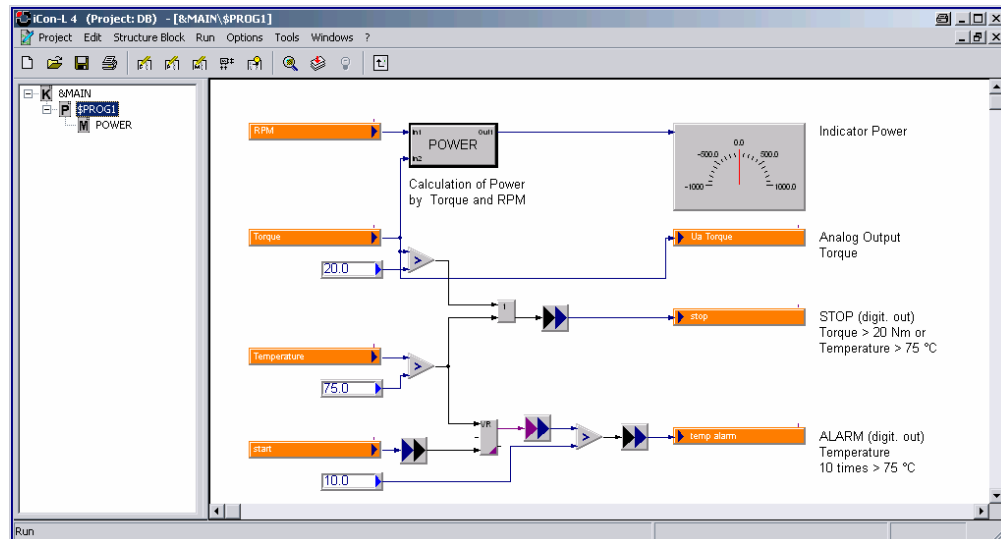 iCon-L 4 (Project: DB) - [&MAIN\$PROG1]
Project Edit Structure Block Run Options Tools Windows ?
K &MAIN
P $PROG1
M POWER
RPM
In1 Out1
POWER
In2
Calculation of Power
by Torque and RPM
0.0
-500.0 500.0
-1000 1000.0
Indicator Power
Torque
20.0
>
Ua Torque
Analog Output
Torque
stop
STOP (digit. out)
Torque > 20 Nm or
Temperature > 75 °C
Temperature
75.0
>
start
10.0
VR
>
temp alarm
ALARM (digit. out)
Temperature
10 times > 75 °C
Run